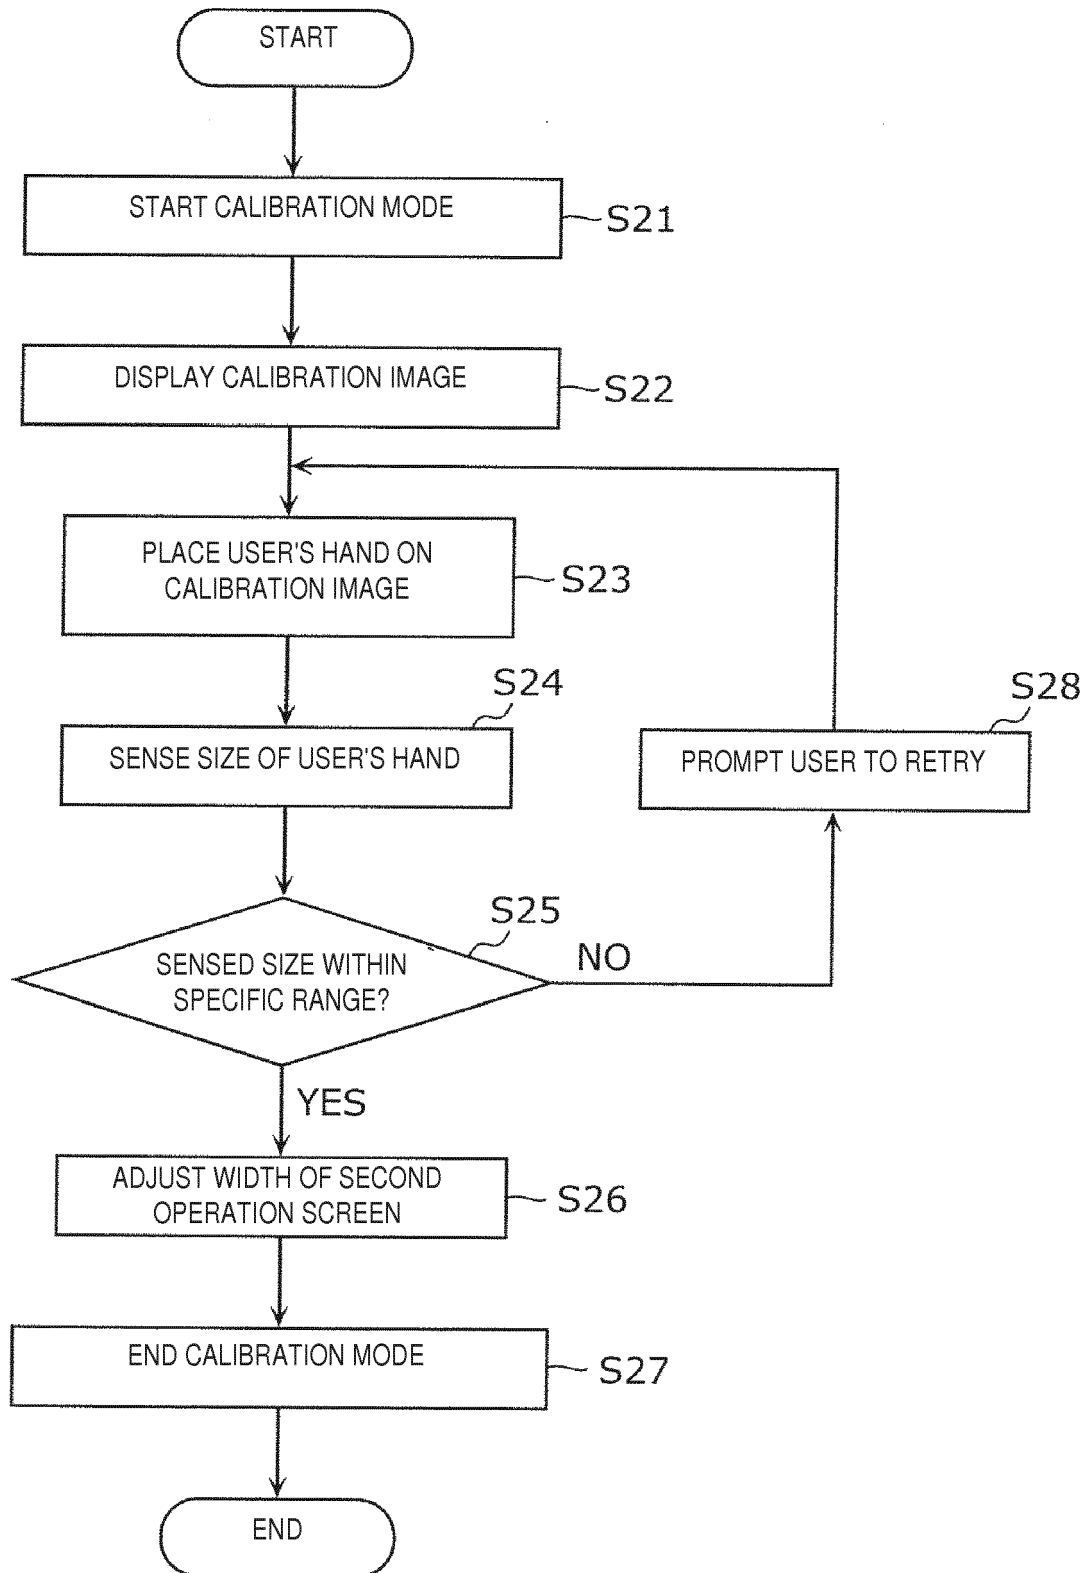 START
START CALIBRATION MODE
S21
DISPLAY CALIBRATION IMAGE
S22
PLACE USER'S HAND ON
CALIBRATION IMAGE
S23
S24
SENSE SIZE OF USER'S HAND
S28
PROMPT USER TO RETRY
S25
SENSED SIZE WITHIN
SPECIFIC RANGE?
NO
YES
ADJUST WIDTH OF SECOND
OPERATION SCREEN
S26
END CALIBRATION MODE
S27
END